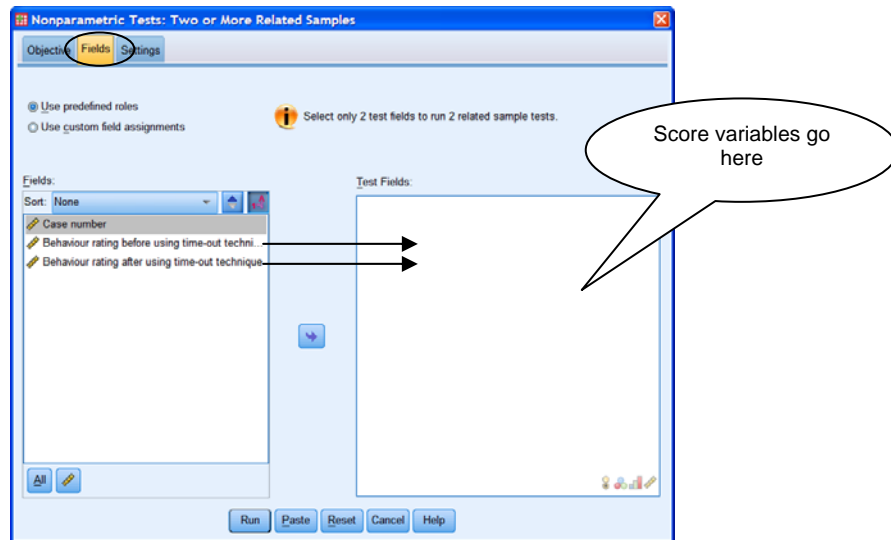 Nonparametric Tests: Two or More Related Samples
Objective Fields Settings
Use predefined roles
Use custom field assignments
Select only 2 test fields to run 2 related sample tests.
Score variables go
here
Fields:
Sort: None
Test Fields:
Case number
Behaviour rating before using time-out techni...
Behaviour rating after using time-out technique
All
Run Paste Reset Cancel Help